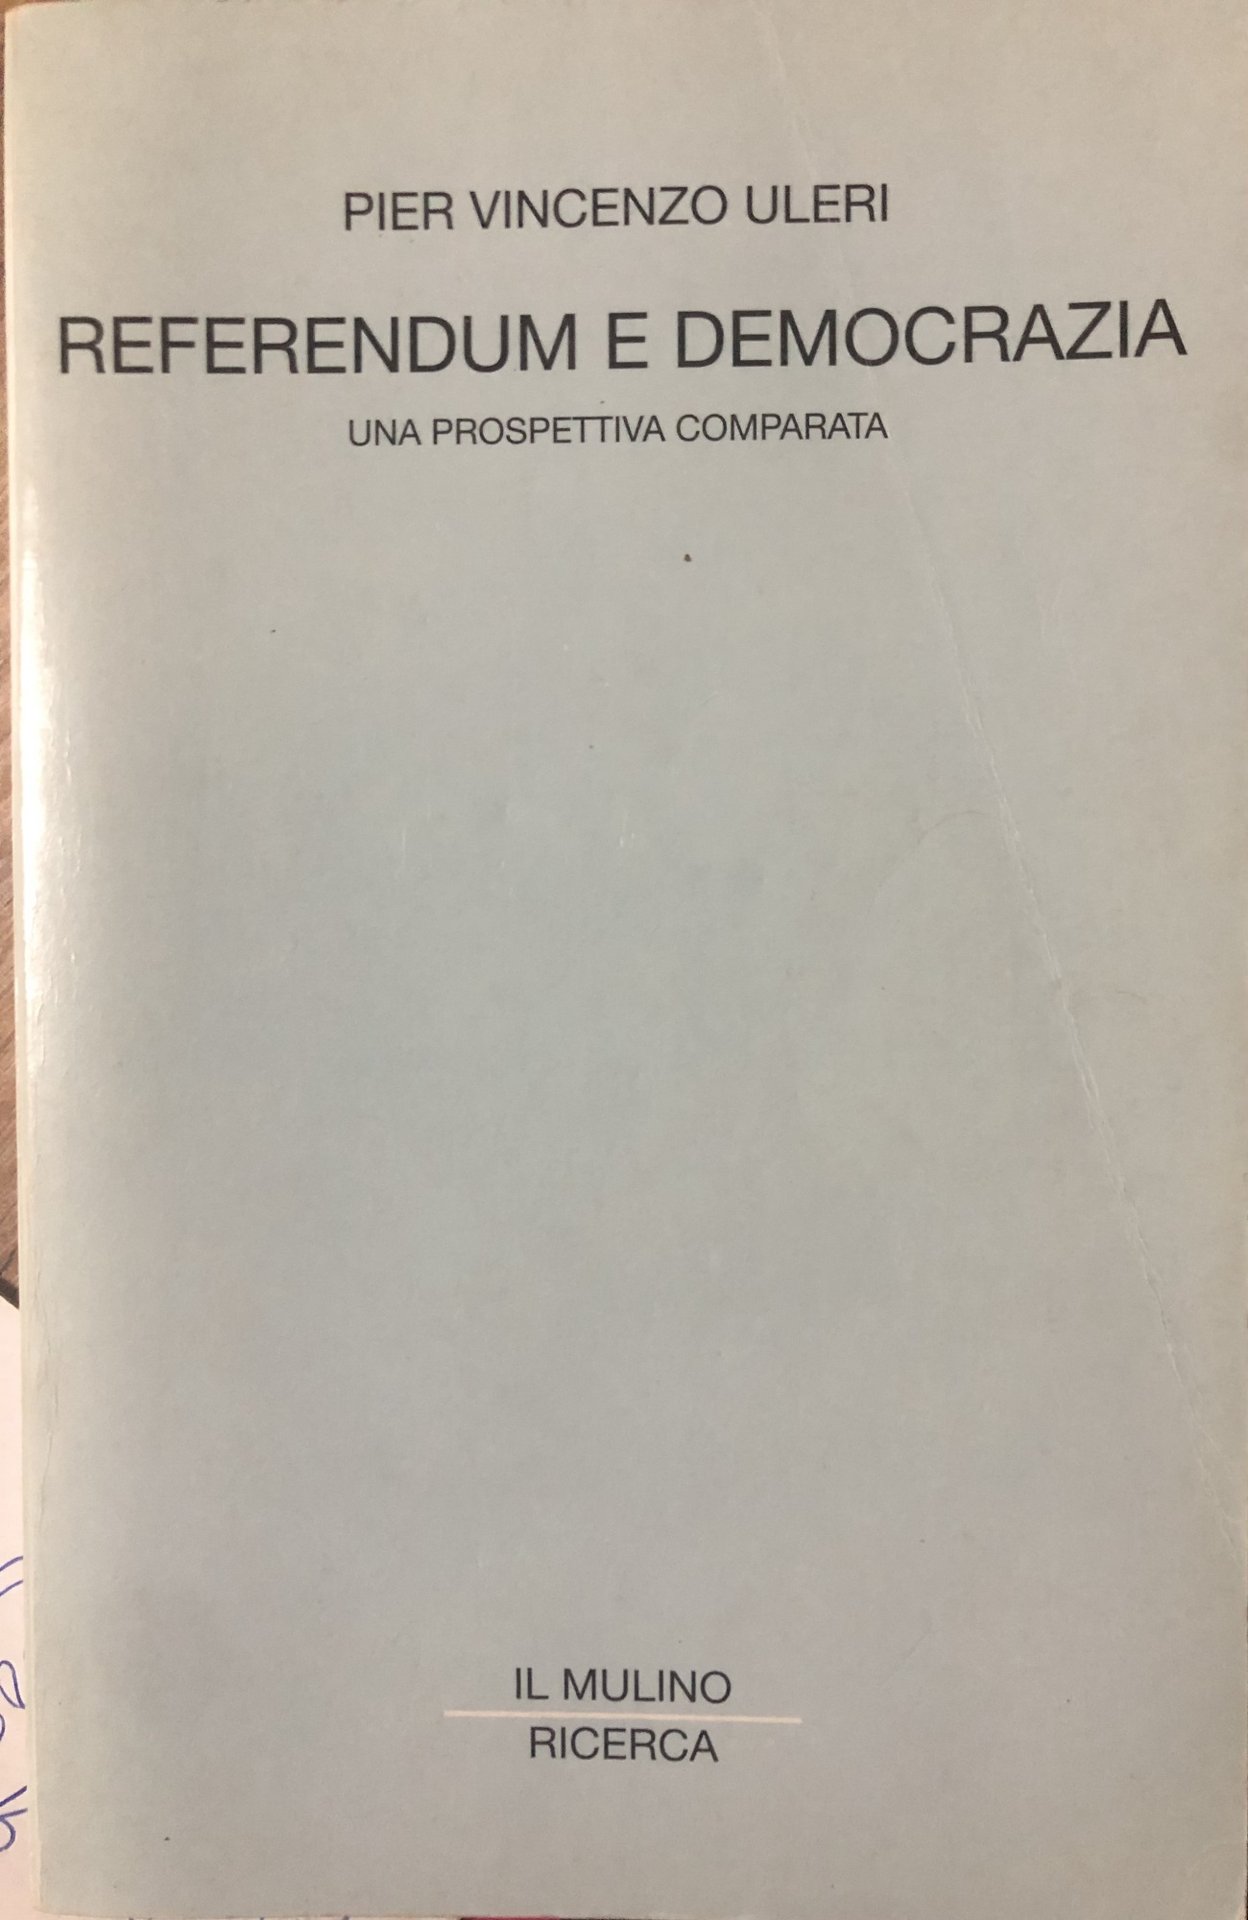 PIER VINCENZO ULERI
REFERENDUM E DEMOCRAZIA
UNA PROSPETTIVA COMPARATA
IL MULINO
RICERCA